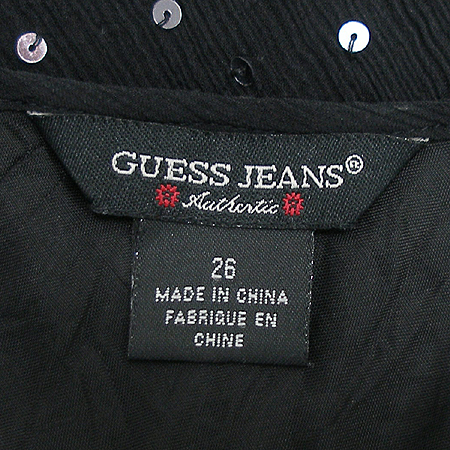 GUESS JEANS®
Authentic
26
MADE IN CHINA
FABRIQUE EN
CHINE